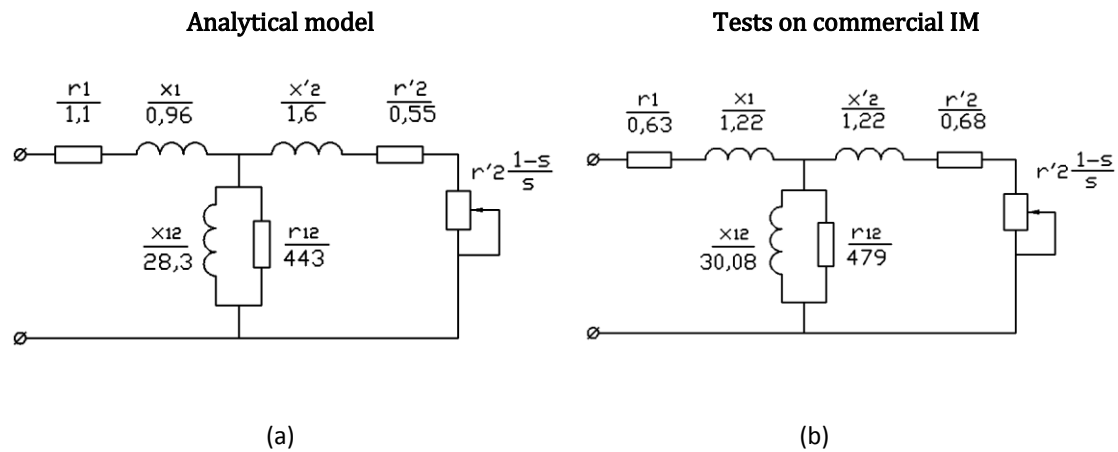 Analytical model
r1
1,1
x1
0,96
x'2
1,6
r'2
0,55
r'2 1-s
s
x12
28,3
r12
443
(a)
Tests on commercial IM
r1
0,63
x1
1,22
x'2
1,22
r'2
0,68
r'2 1-s
s
x12
30,08
r12
479
(b)